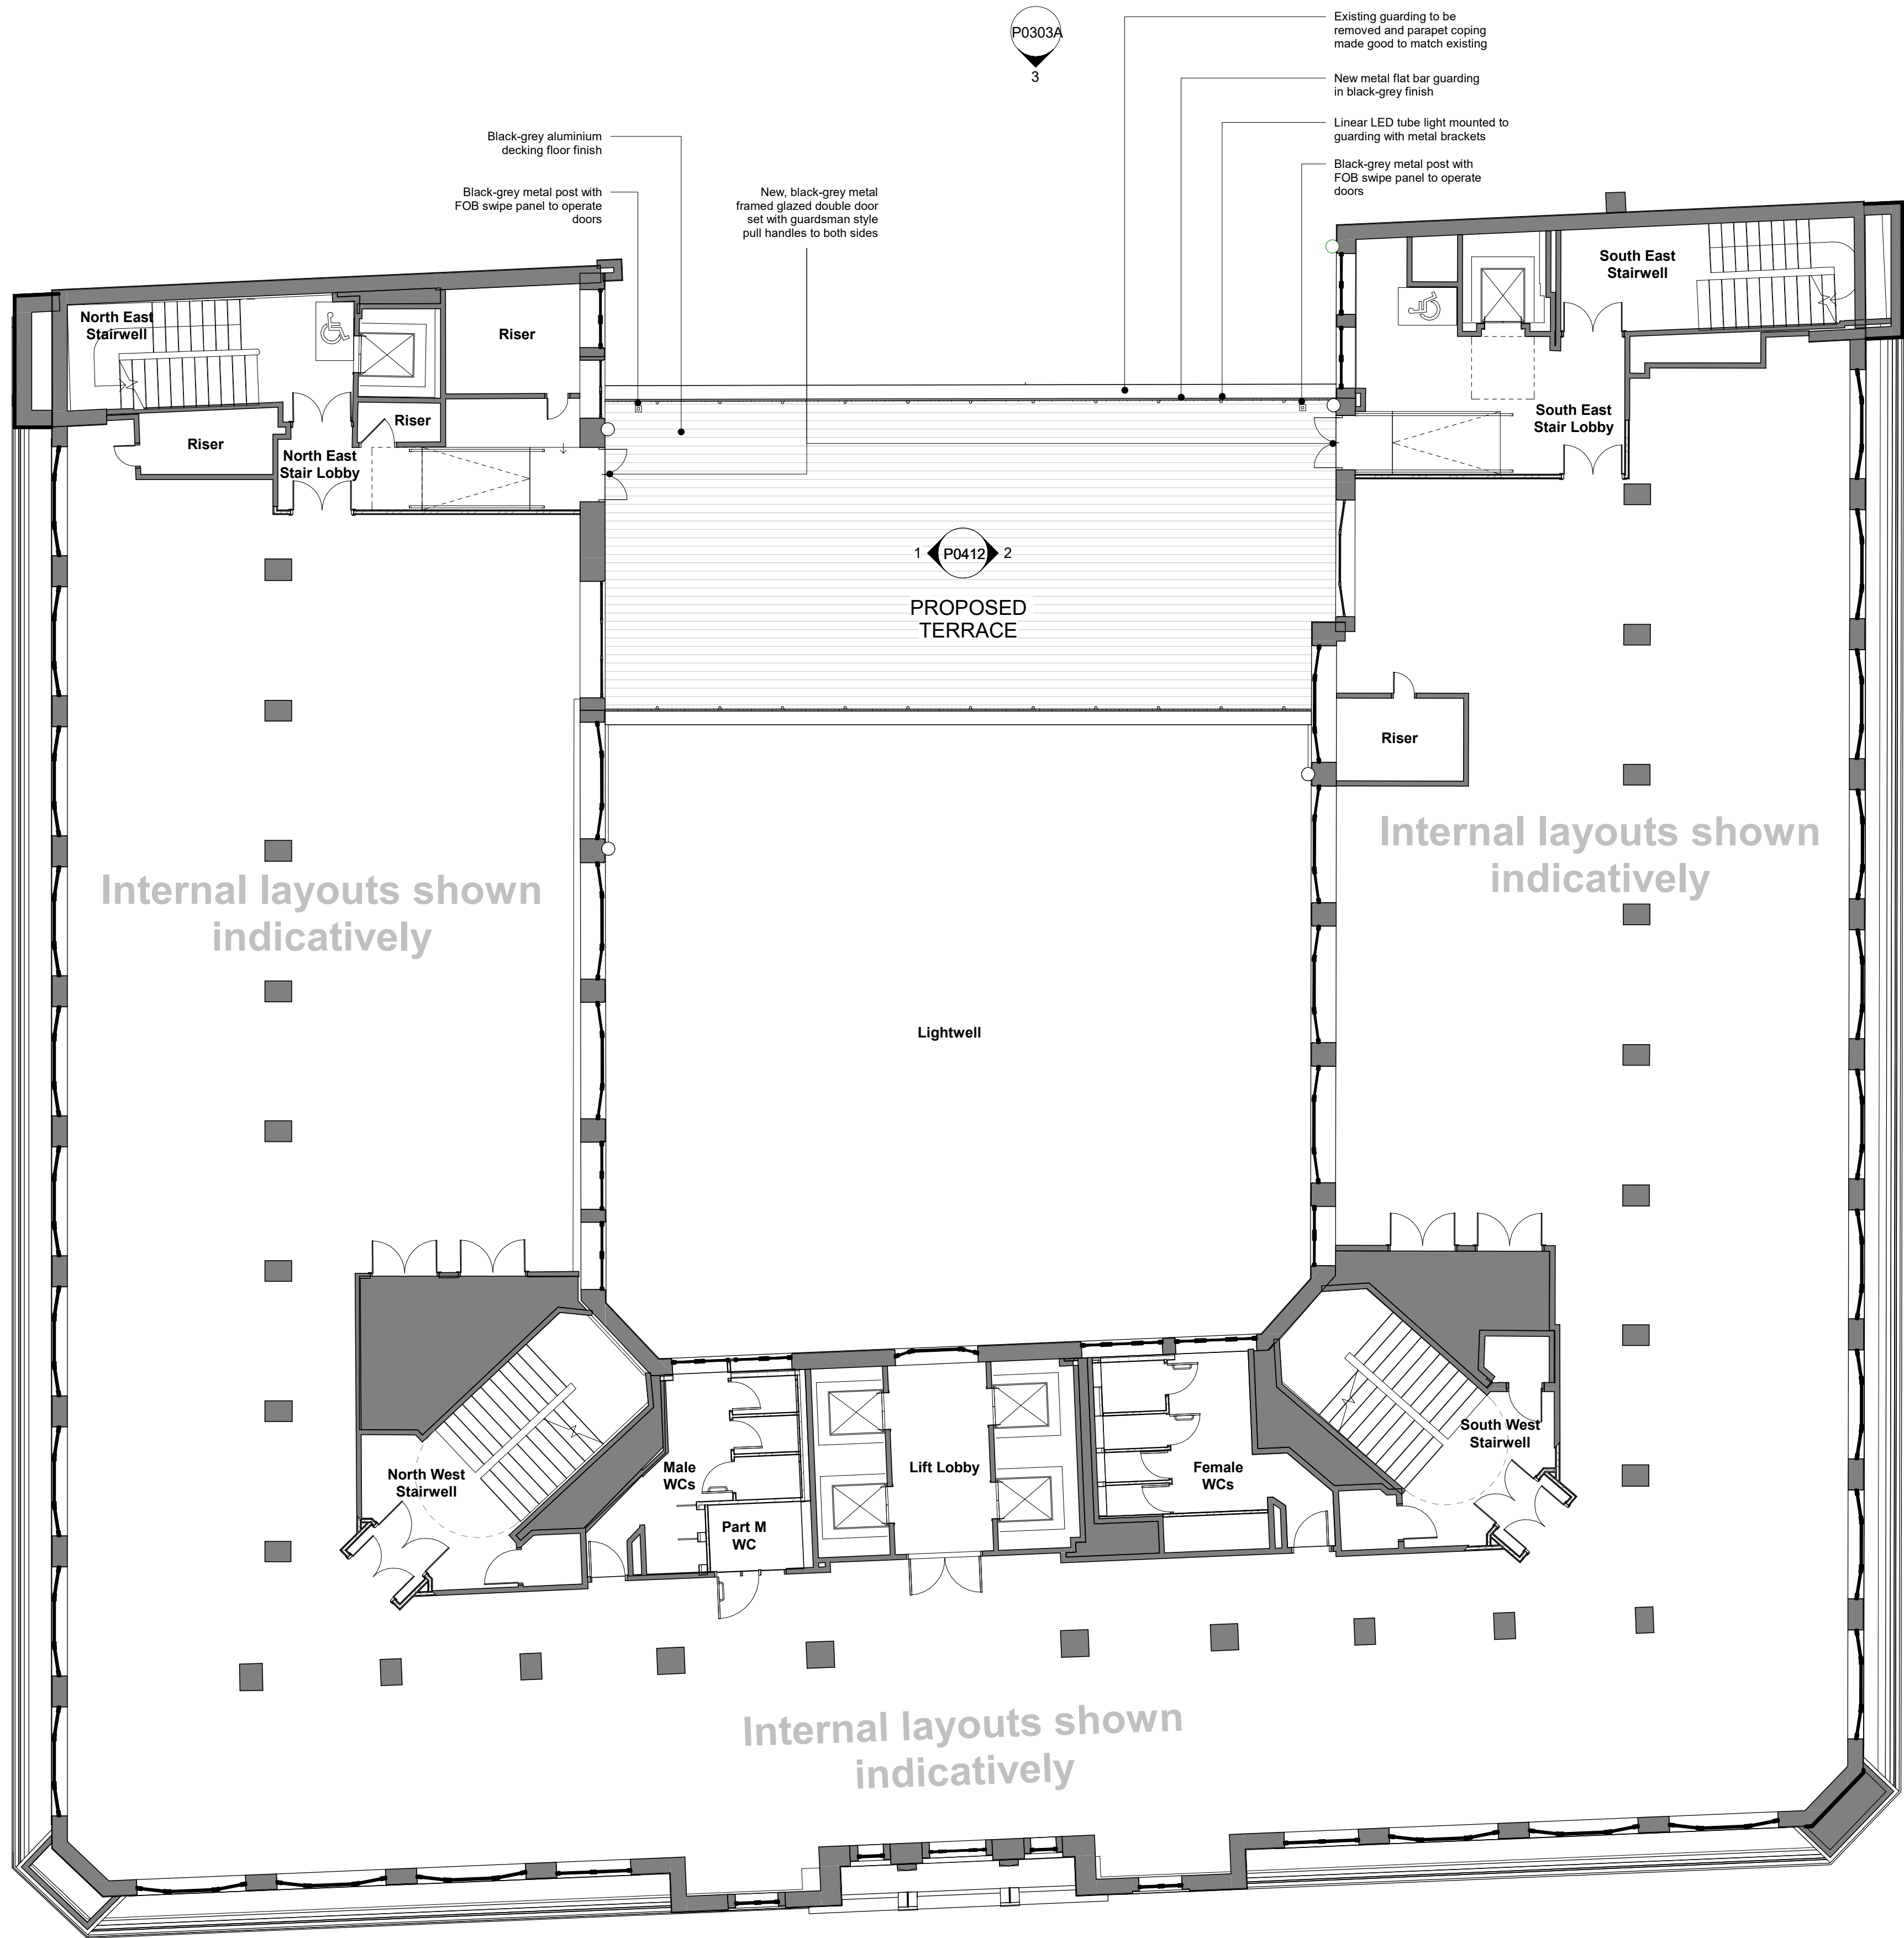 P0303A
3
Existing guarding to be
removed and parapet coping
made good to match existing
New metal flat bar guarding
in black-grey finish
Linear LED tube light mounted to
guarding with metal brackets
Black-grey metal post with
FOB swipe panel to operate
doors
Black-grey aluminium
decking floor finish
Black-grey metal post with
FOB swipe panel to operate
doors
New, black-grey metal
framed glazed double door
set with guardsman style
pull handles to both sides
South East
Stairwell
North East
Stairwell
Riser
Riser
Riser
North East
Stair Lobby
South East
Stair Lobby
1 P0412 2
PROPOSED
TERRACE
Riser
Internal layouts shown
indicatively
Internal layouts shown
indicatively
Lightwell
North West
Stairwell
Male
WCs
Part M
WC
Lift Lobby
Female
WCs
South West
Stairwell
Internal layouts shown
indicatively